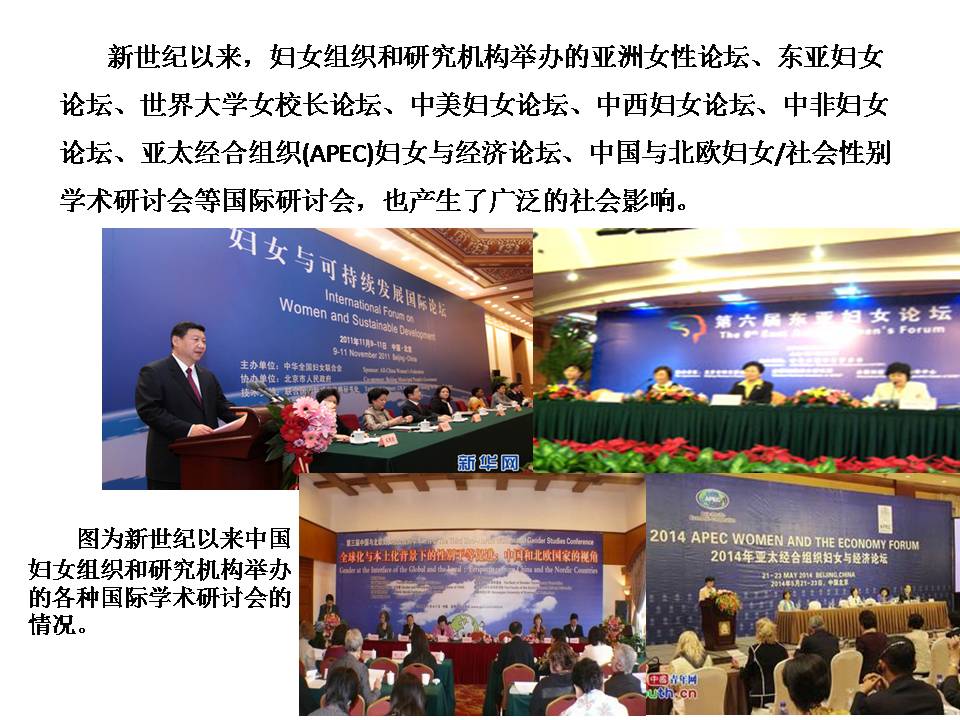 新世纪以来，妇女组织和研究机构举办的亚洲女性论坛、东亚妇女
论坛、世界大学女校长论坛、中美妇女论坛、中西妇女论坛、中非妇女
论坛、亚太经合组织(APEC)妇女与经济论坛、中国与北欧妇女/社会性别
学术研讨会等国际研讨会，也产生了广泛的社会影响。
妇女与可持续发展国际论坛
International Forum on
Women and Sustainable Development
2011年11月9-11日 中国·北京
9-11 November 2011 Beijing-China
主办单位：中华全国妇女联合会
Sponsor: All-China Women's Federation
协办单位：北京市人民政府
新华网
第六届东亚妇女论坛
The 6th East Women's Forum
图为新世纪以来中国
妇女组织和研究机构举办
的各种国际学术研讨会的
情况。
Gender Studies Conference
全球化与本土化背景下的性别：中国和北欧国家的视角
Gender at the Interface of the Global and the Local: China and the Nordic Countries
APEC
2014 APEC WOMEN AND THE ECONOMY FORUM
2014年亚太经合组织妇女与经济论坛
21-23 MAY 2014 BEIJING,CHINA
2014年5月21-23日，中国北京
中国青年网
youth.cn